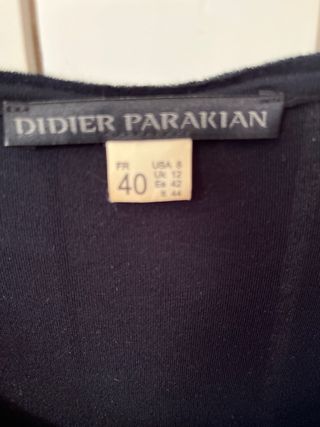 DIDIER PARAKIAN
FR USA 8
40 UK 12
Es 42
It 44